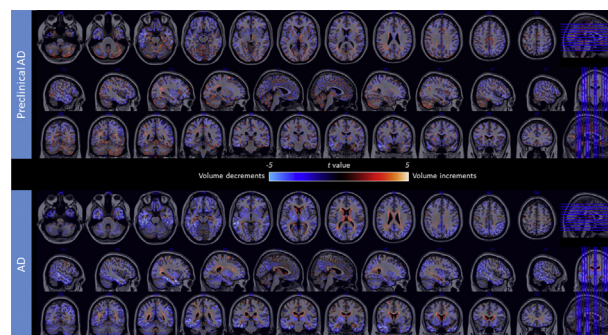 Preclinical AD
-5 t value 5
Volume decrements Volume increments
AD